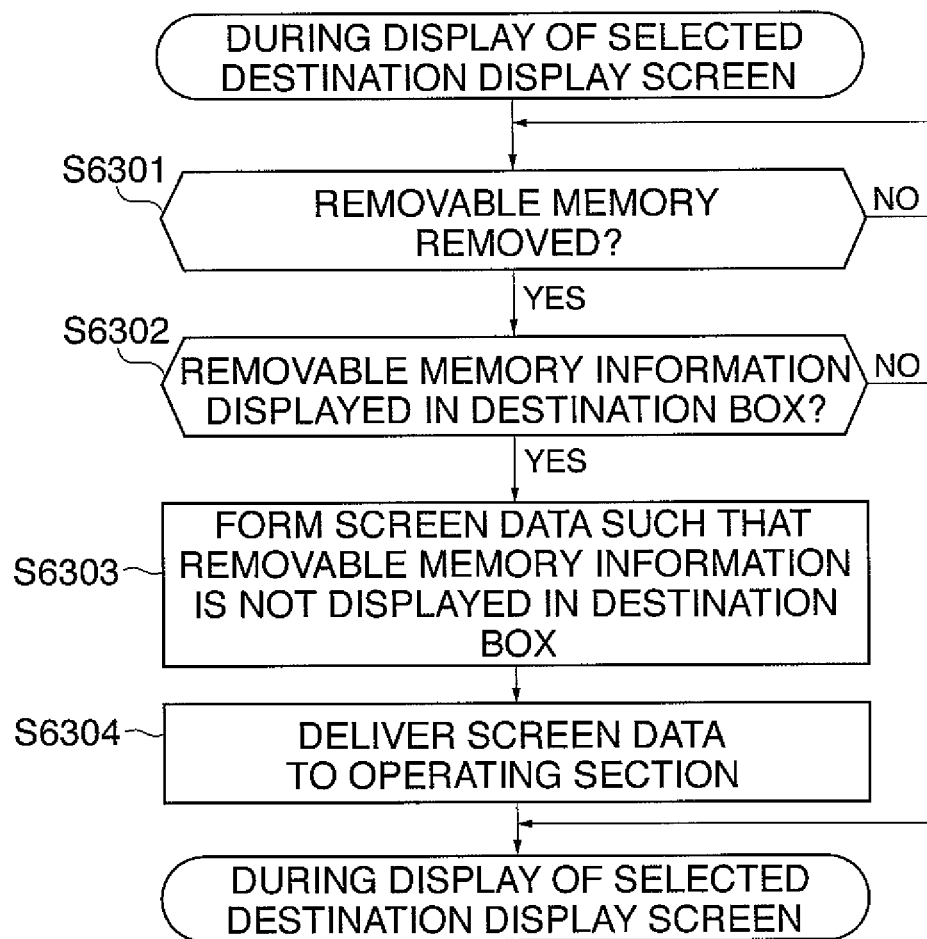 DURING DISPLAY OF SELECTED
DESTINATION DISPLAY SCREEN
S6301
REMOVABLE MEMORY
REMOVED?
NO
YES
S6302
REMOVABLE MEMORY INFORMATION
DISPLAYED IN DESTINATION BOX?
NO
YES
S6303
FORM SCREEN DATA SUCH THAT
REMOVABLE MEMORY INFORMATION
IS NOT DISPLAYED IN DESTINATION
BOX
S6304
DELIVER SCREEN DATA
TO OPERATING SECTION
DURING DISPLAY OF SELECTED
DESTINATION DISPLAY SCREEN